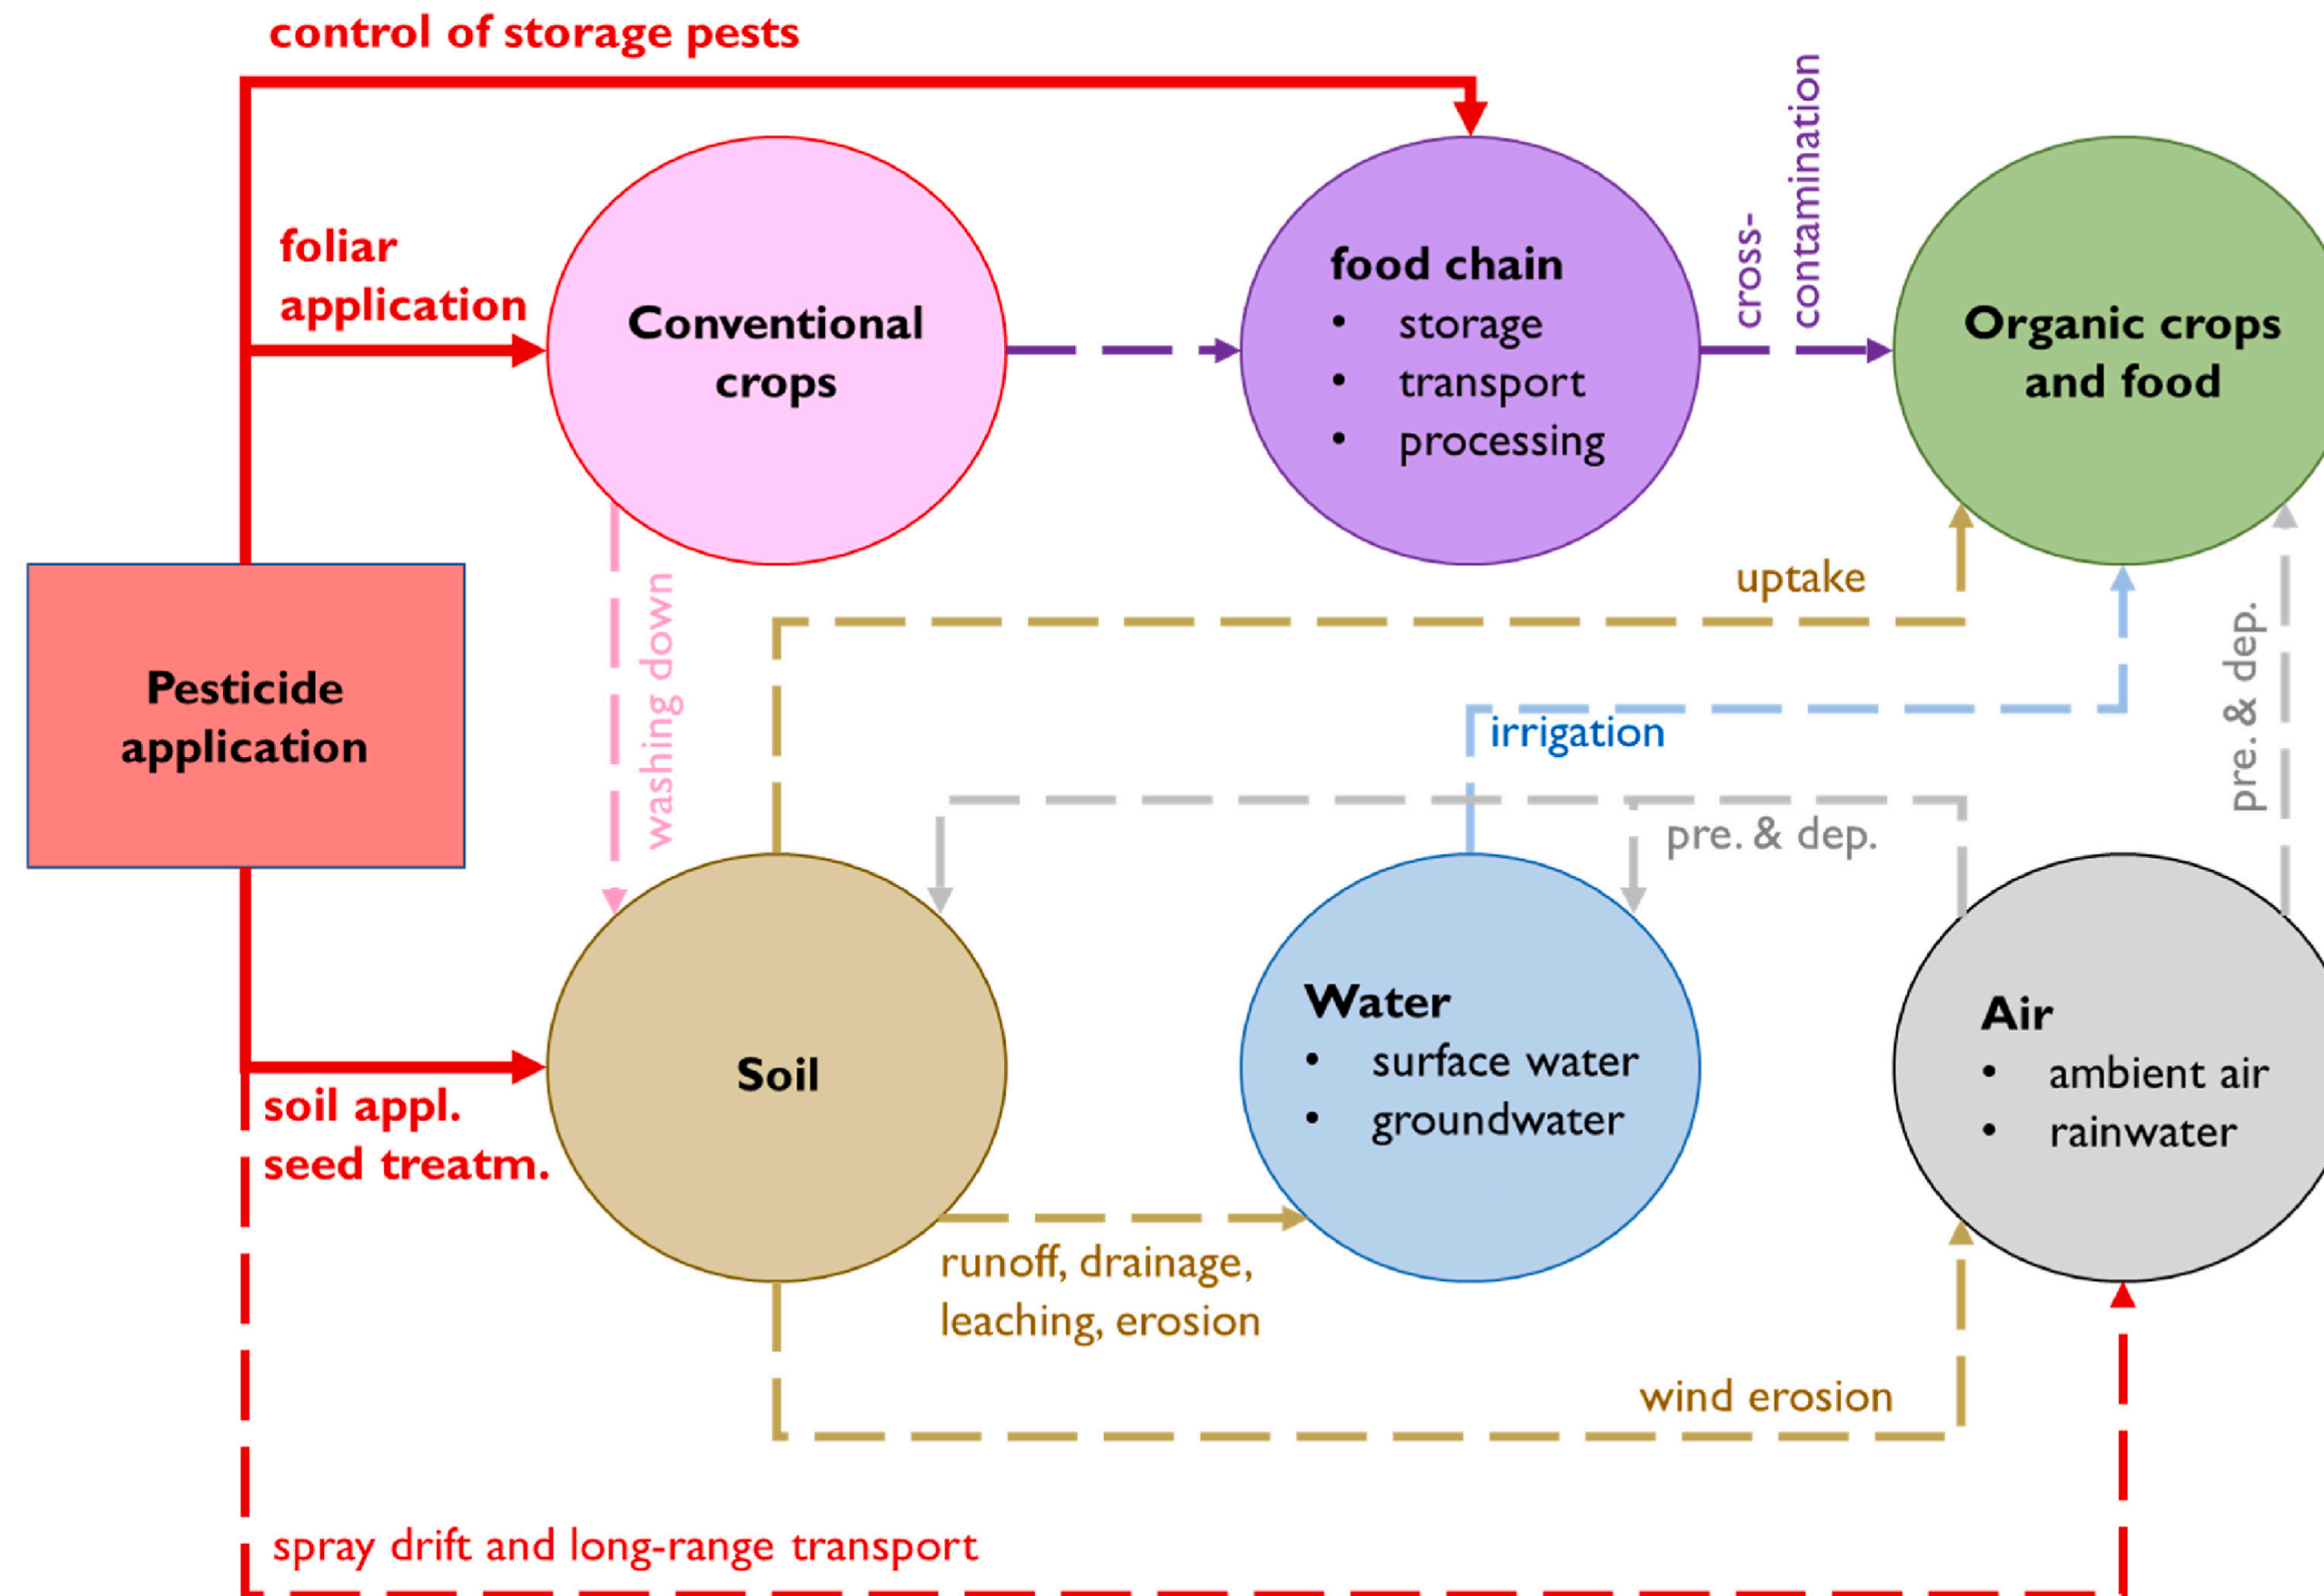 control of storage pests
foliar
application
Conventional
crops
food chain
• storage
• transport
• processing
cross-
contamination
Organic crops
and food
Pesticide
application
washing down
uptake
irrigation
pre. & dep.
pre. & dep.
Soil
Water
• surface water
• groundwater
Air
• ambient air
• rainwater
soil appl.
seed treatm.
runoff, drainage,
leaching, erosion
wind erosion
spray drift and long-range transport